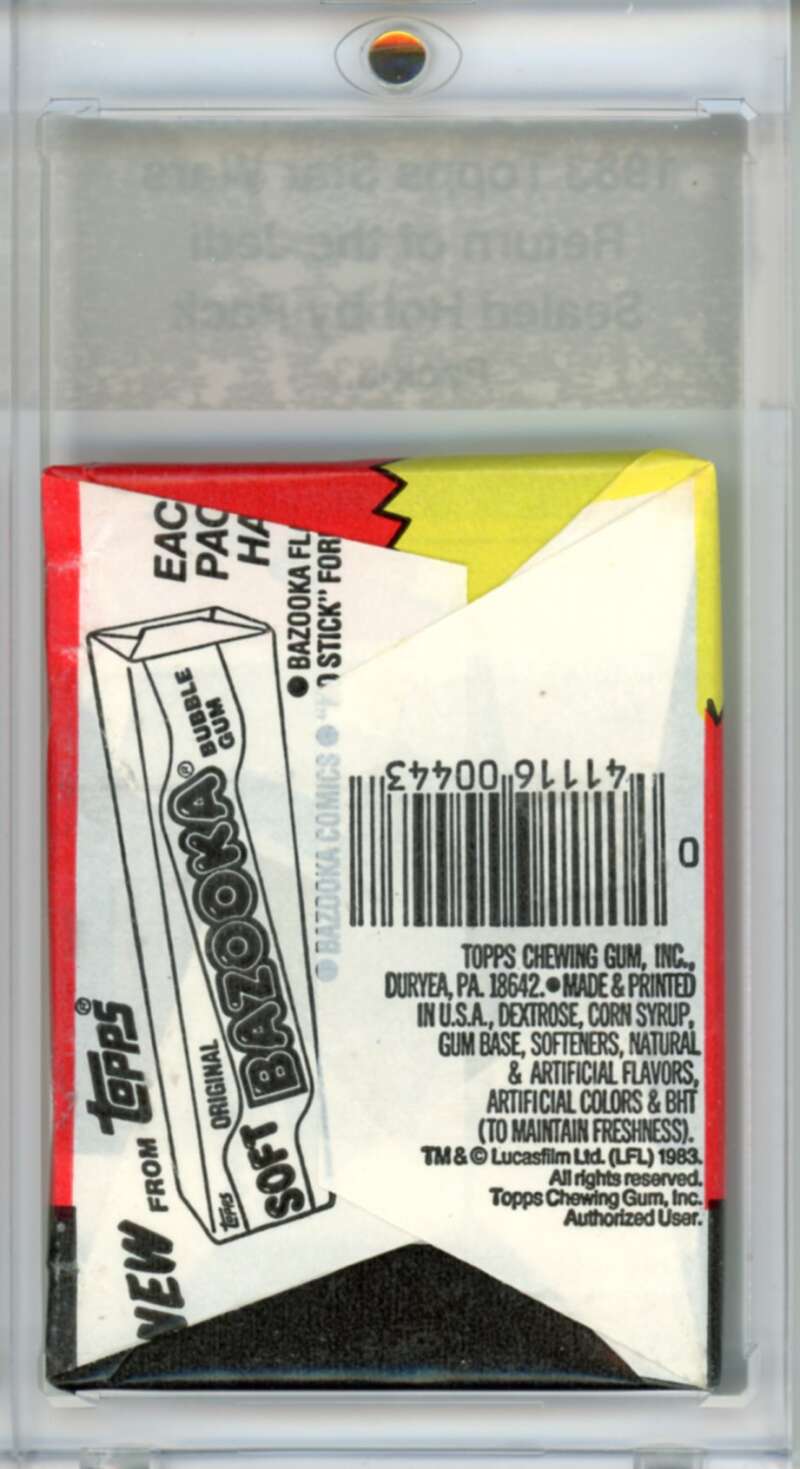 1983 Topps Star Wars
Return of the Jedi
Sealed Hobby Pack
EAC
PAC
HA
● BAZOOKA FL
STICK" FOR
● BAZOOKA COMICS ●
NEW FROM TOPPS®
TOPPS ORIGINAL
SOFT BAZOOKA® BUBBLE
GUM
41116 00443
0
TOPPS CHEWING GUM, INC.,
DURYEA, PA. 18642. ● MADE & PRINTED
IN U.S.A., DEXTROSE, CORN SYRUP,
GUM BASE, SOFTENERS, NATURAL
& ARTIFICIAL FLAVORS,
ARTIFICIAL COLORS & BHT
(TO MAINTAIN FRESHNESS).
TM & © Lucasfilm Ltd. (LFL) 1983.
All rights reserved.
Topps Chewing Gum, Inc.
Authorized User.